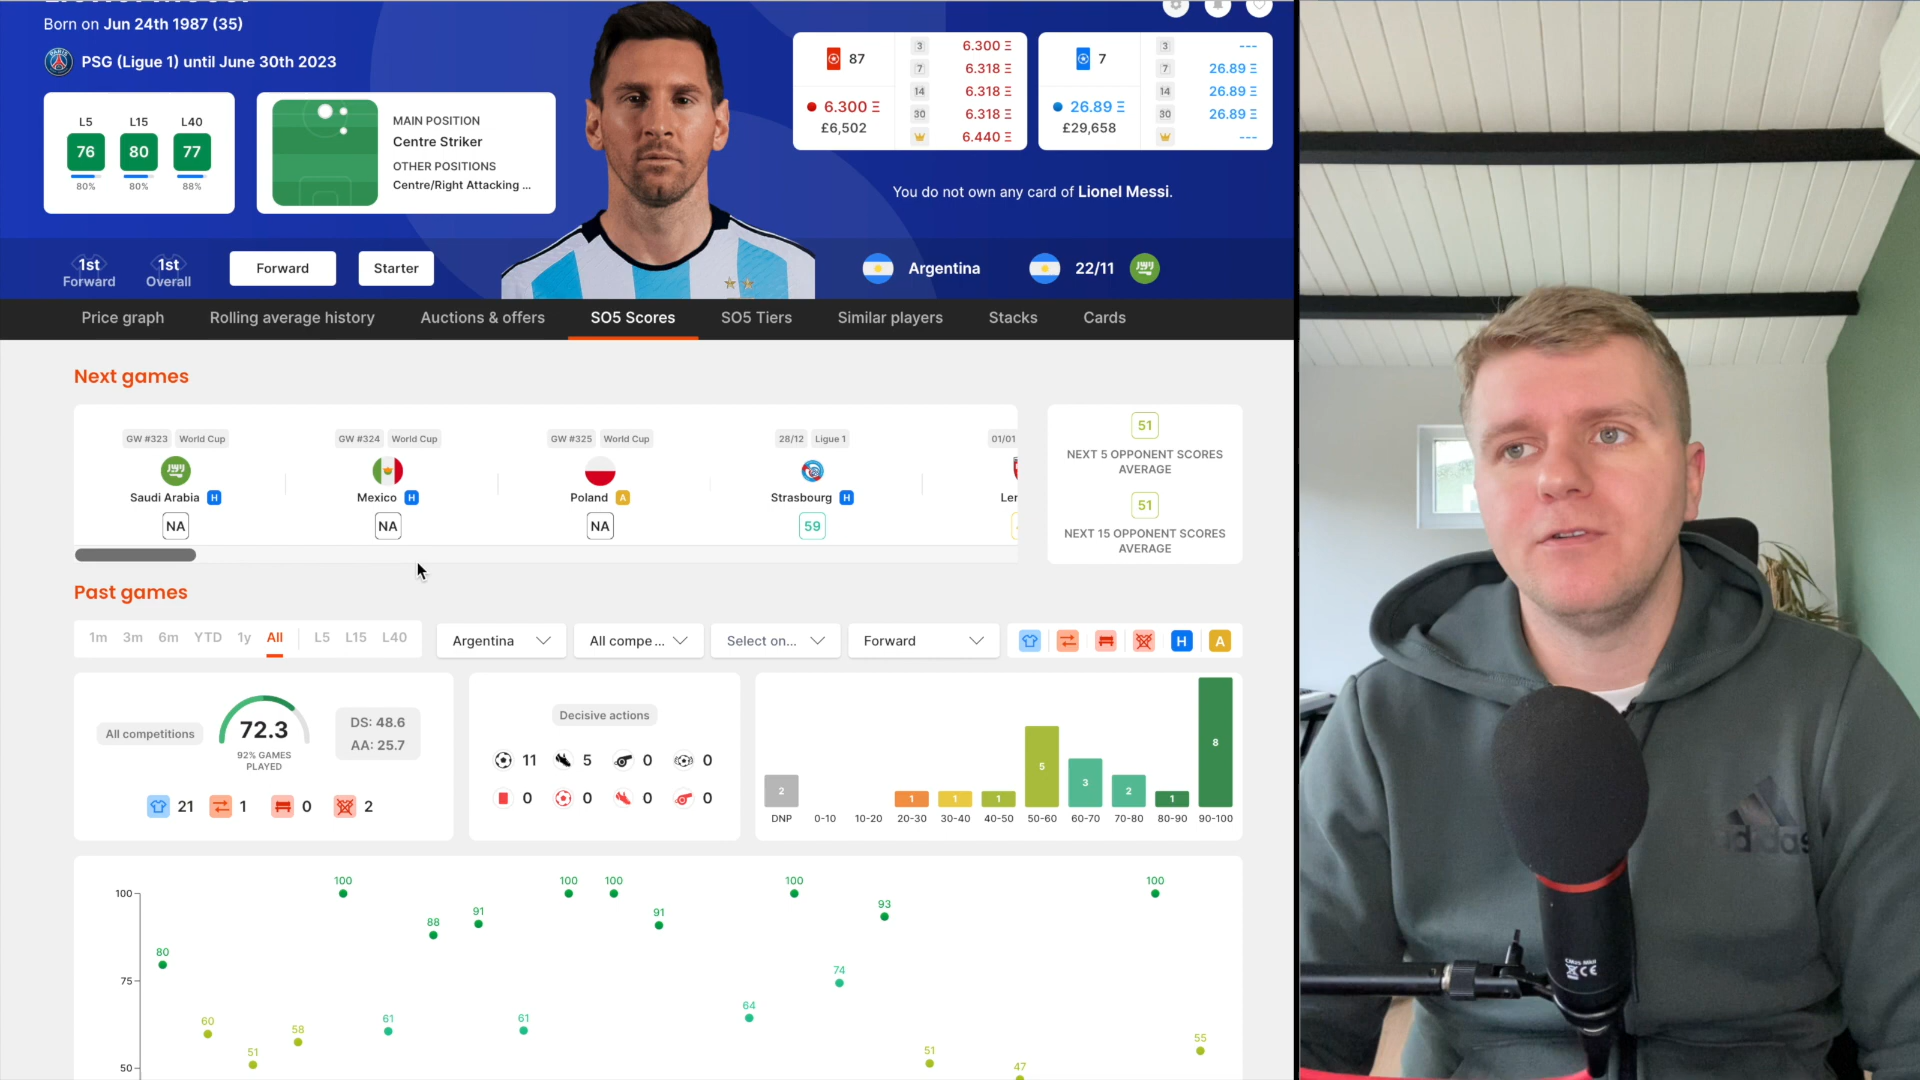 Born on Jun 24th 1987 (35)
PSG (Ligue 1) until June 30th 2023
L5 L15 L40
76 80 77
80% 80% 88%
MAIN POSITION
Centre Striker
OTHER POSITIONS
Centre/Right Attacking ...
87
6.300 Ξ
£6,502
3 6.300 Ξ
7 6.318 Ξ
14 6.318 Ξ
30 6.318 Ξ
6.440 Ξ
7
26.89 Ξ
£29,658
3 ---
7 26.89 Ξ
14 26.89 Ξ
30 26.89 Ξ
---
You do not own any card of Lionel Messi.
1st
Forward
1st
Overall
Forward
Starter
Argentina
22/11
Price graph Rolling average history Auctions & offers SO5 Scores SO5 Tiers Similar players Stacks Cards
Next games
GW #323 World Cup
Saudi Arabia H
NA
GW #324 World Cup
Mexico H
NA
GW #325 World Cup
Poland A
NA
28/12 Ligue 1
Strasbourg H
59
01/01
Ler
51
NEXT 5 OPPONENT SCORES
AVERAGE
51
NEXT 15 OPPONENT SCORES
AVERAGE
Past games
1m 3m 6m YTD 1y All L5 L15 L40
Argentina
All compe ...
Select on...
Forward
H A
All competitions
72.3
92% GAMES
PLAYED
DS: 48.6
AA: 25.7
21 1 0 2
Decisive actions
11 5 0 0
0 0 0 0
2 1 1 1 5 3 2 1 8
DNP 0-10 10-20 20-30 30-40 40-50 50-60 60-70 70-80 80-90 90-100
100
75
50
80
60
51
58
100
61
88
91
61
100
100
91
64
100
74
93
51
47
100
55
adidas